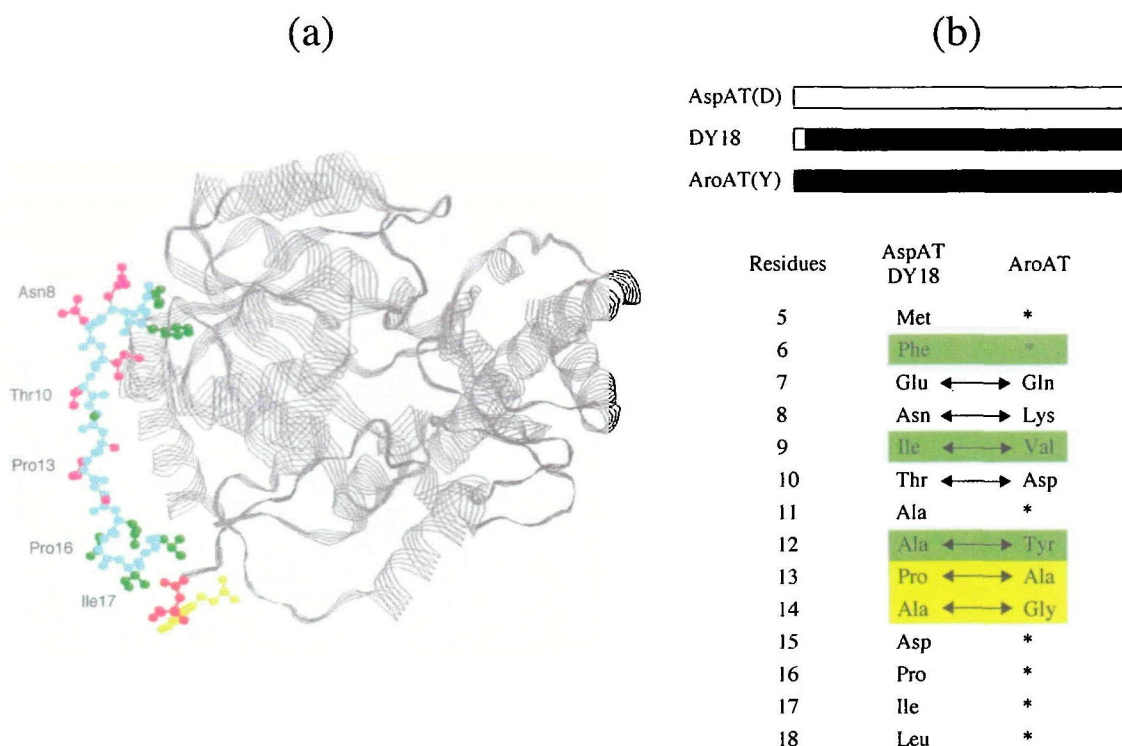 (a)
Asn8
Thr10
Pro13
Pro16
Ile17
(b)
AspAT(D)
DY18
AroAT(Y)
Residues AspAT DY18 AroAT
5 Met *
6 Phe *
7 Glu Gln
8 Asn Lys
9 Ile Val
10 Thr Asp
11 Ala *
12 Ala Tyr
13 Pro Ala
14 Ala Gly
15 Asp *
16 Pro *
17 Ile *
18 Leu *